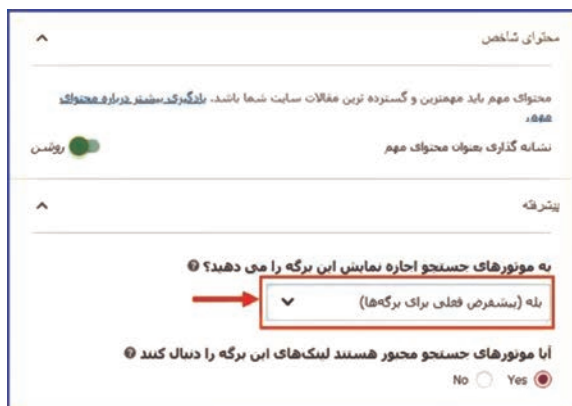 محتوای شاخص
محتوای مهم باید مهمترین و گسترده ترین مقالات سایت شما باشد. یادگیری بیشتر درباره محتوای
مهم.
نشانه گذاری بعنوان محتوای مهم روشن
پیشرفته
به موتورهای جستجو اجازه نمایش این برگه را می دهید؟
بله (پیشفرض فعلی برای برگه‌ها)
آیا موتورهای جستجو مجبور هستند لینک‌های این برگه را دنبال کنند
Yes No